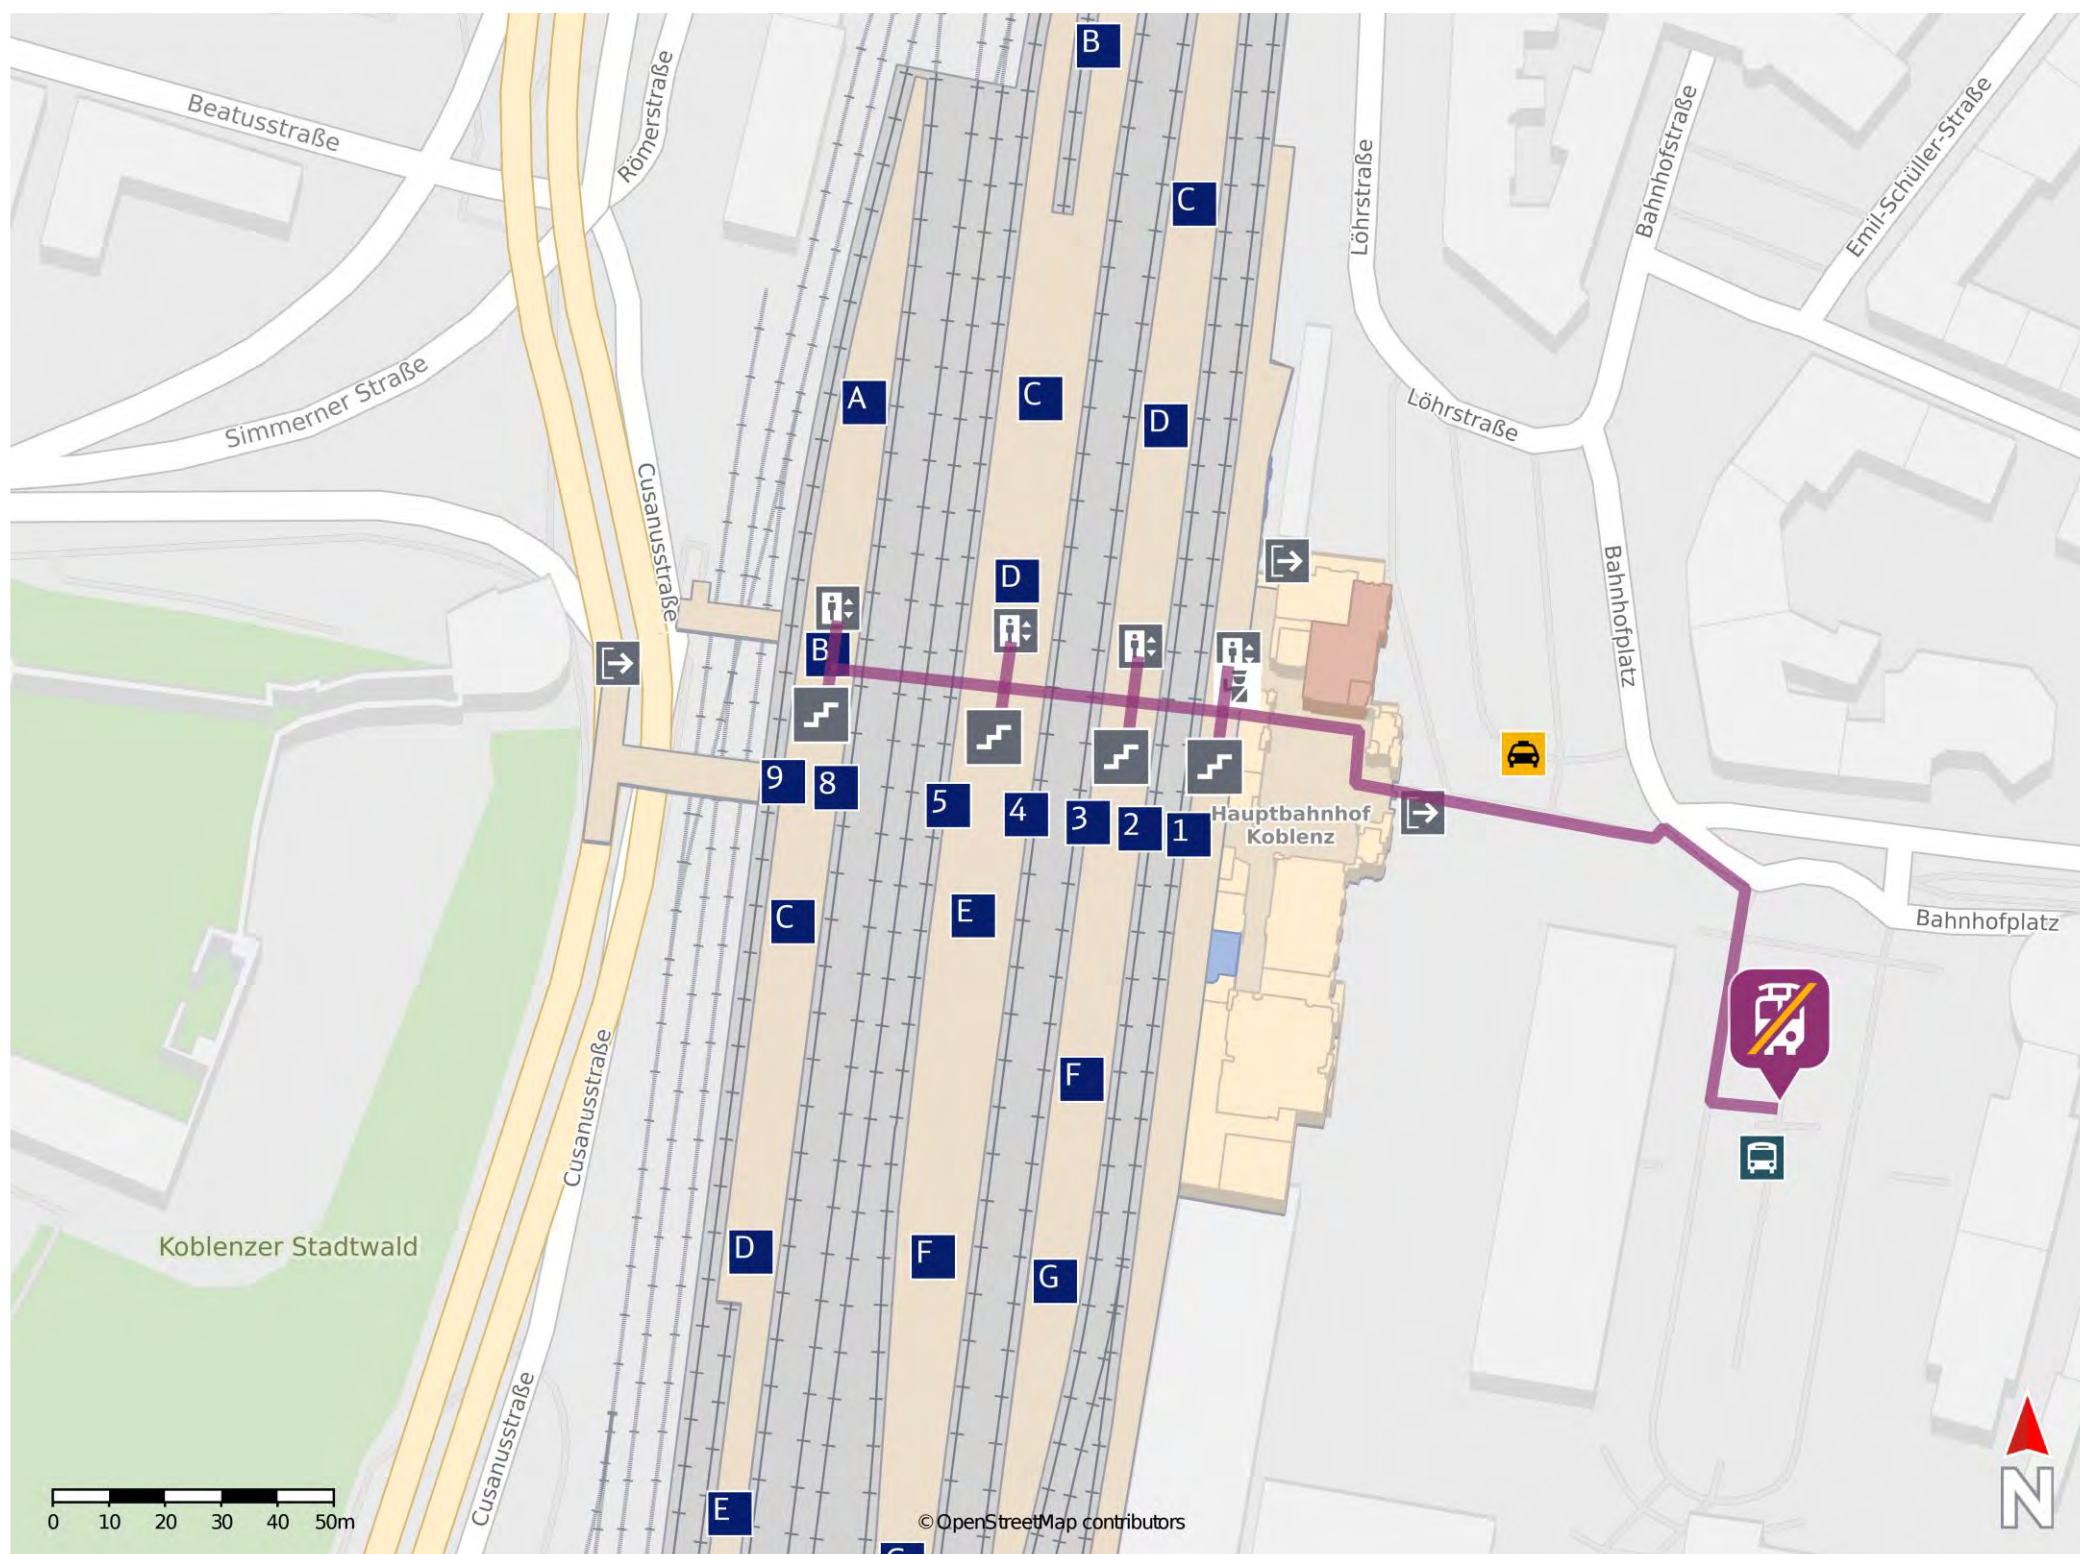 B
Beatusstraße
Römerstraße
Löhrstraße
Bahnhofstraße
Emil-Schüller-Straße
C
Simmerner Straße
A
C
D
Löhrstraße
Cusanusstraße
D
B
Bahnhofplatz
9
8
5
4
3
2
1
Hauptbahnhof
Koblenz
C
E
Bahnhofplatz
F
Cusanusstraße
D
F
G
Koblenzer Stadtwald
Cusanusstraße
E
0 10 20 30 40 50m
© OpenStreetMap contributors
N